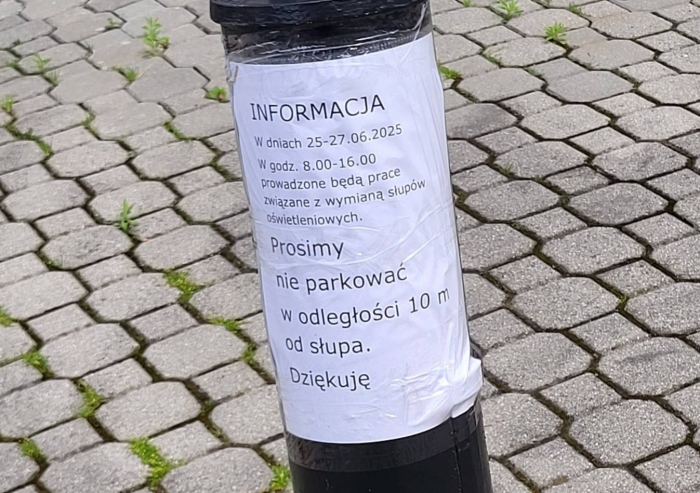 INFORMACJA
W dniach 25-27.06.2025
W godz. 8.00-16.00
prowadzone będą prace
związane z wymianą słupów
oświetleniowych.
Prosimy
nie parkować
w odległości 10 m
od słupa.
Dziękuję